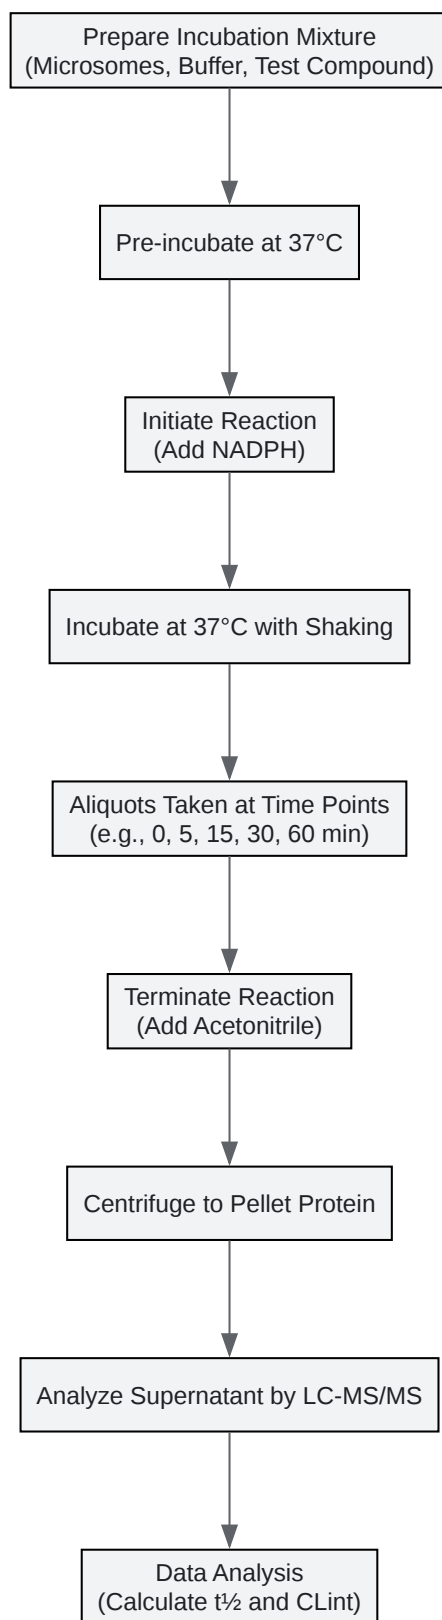 Prepare Incubation Mixture
(Microsomes, Buffer, Test Compound)
Pre-incubate at 37°C
Initiate Reaction
(Add NADPH)
Incubate at 37°C with Shaking
Aliquots Taken at Time Points
(e.g., 0, 5, 15, 30, 60 min)
Terminate Reaction
(Add Acetonitrile)
Centrifuge to Pellet Protein
Analyze Supernatant by LC-MS/MS
Data Analysis
(Calculate t½ and CLint)